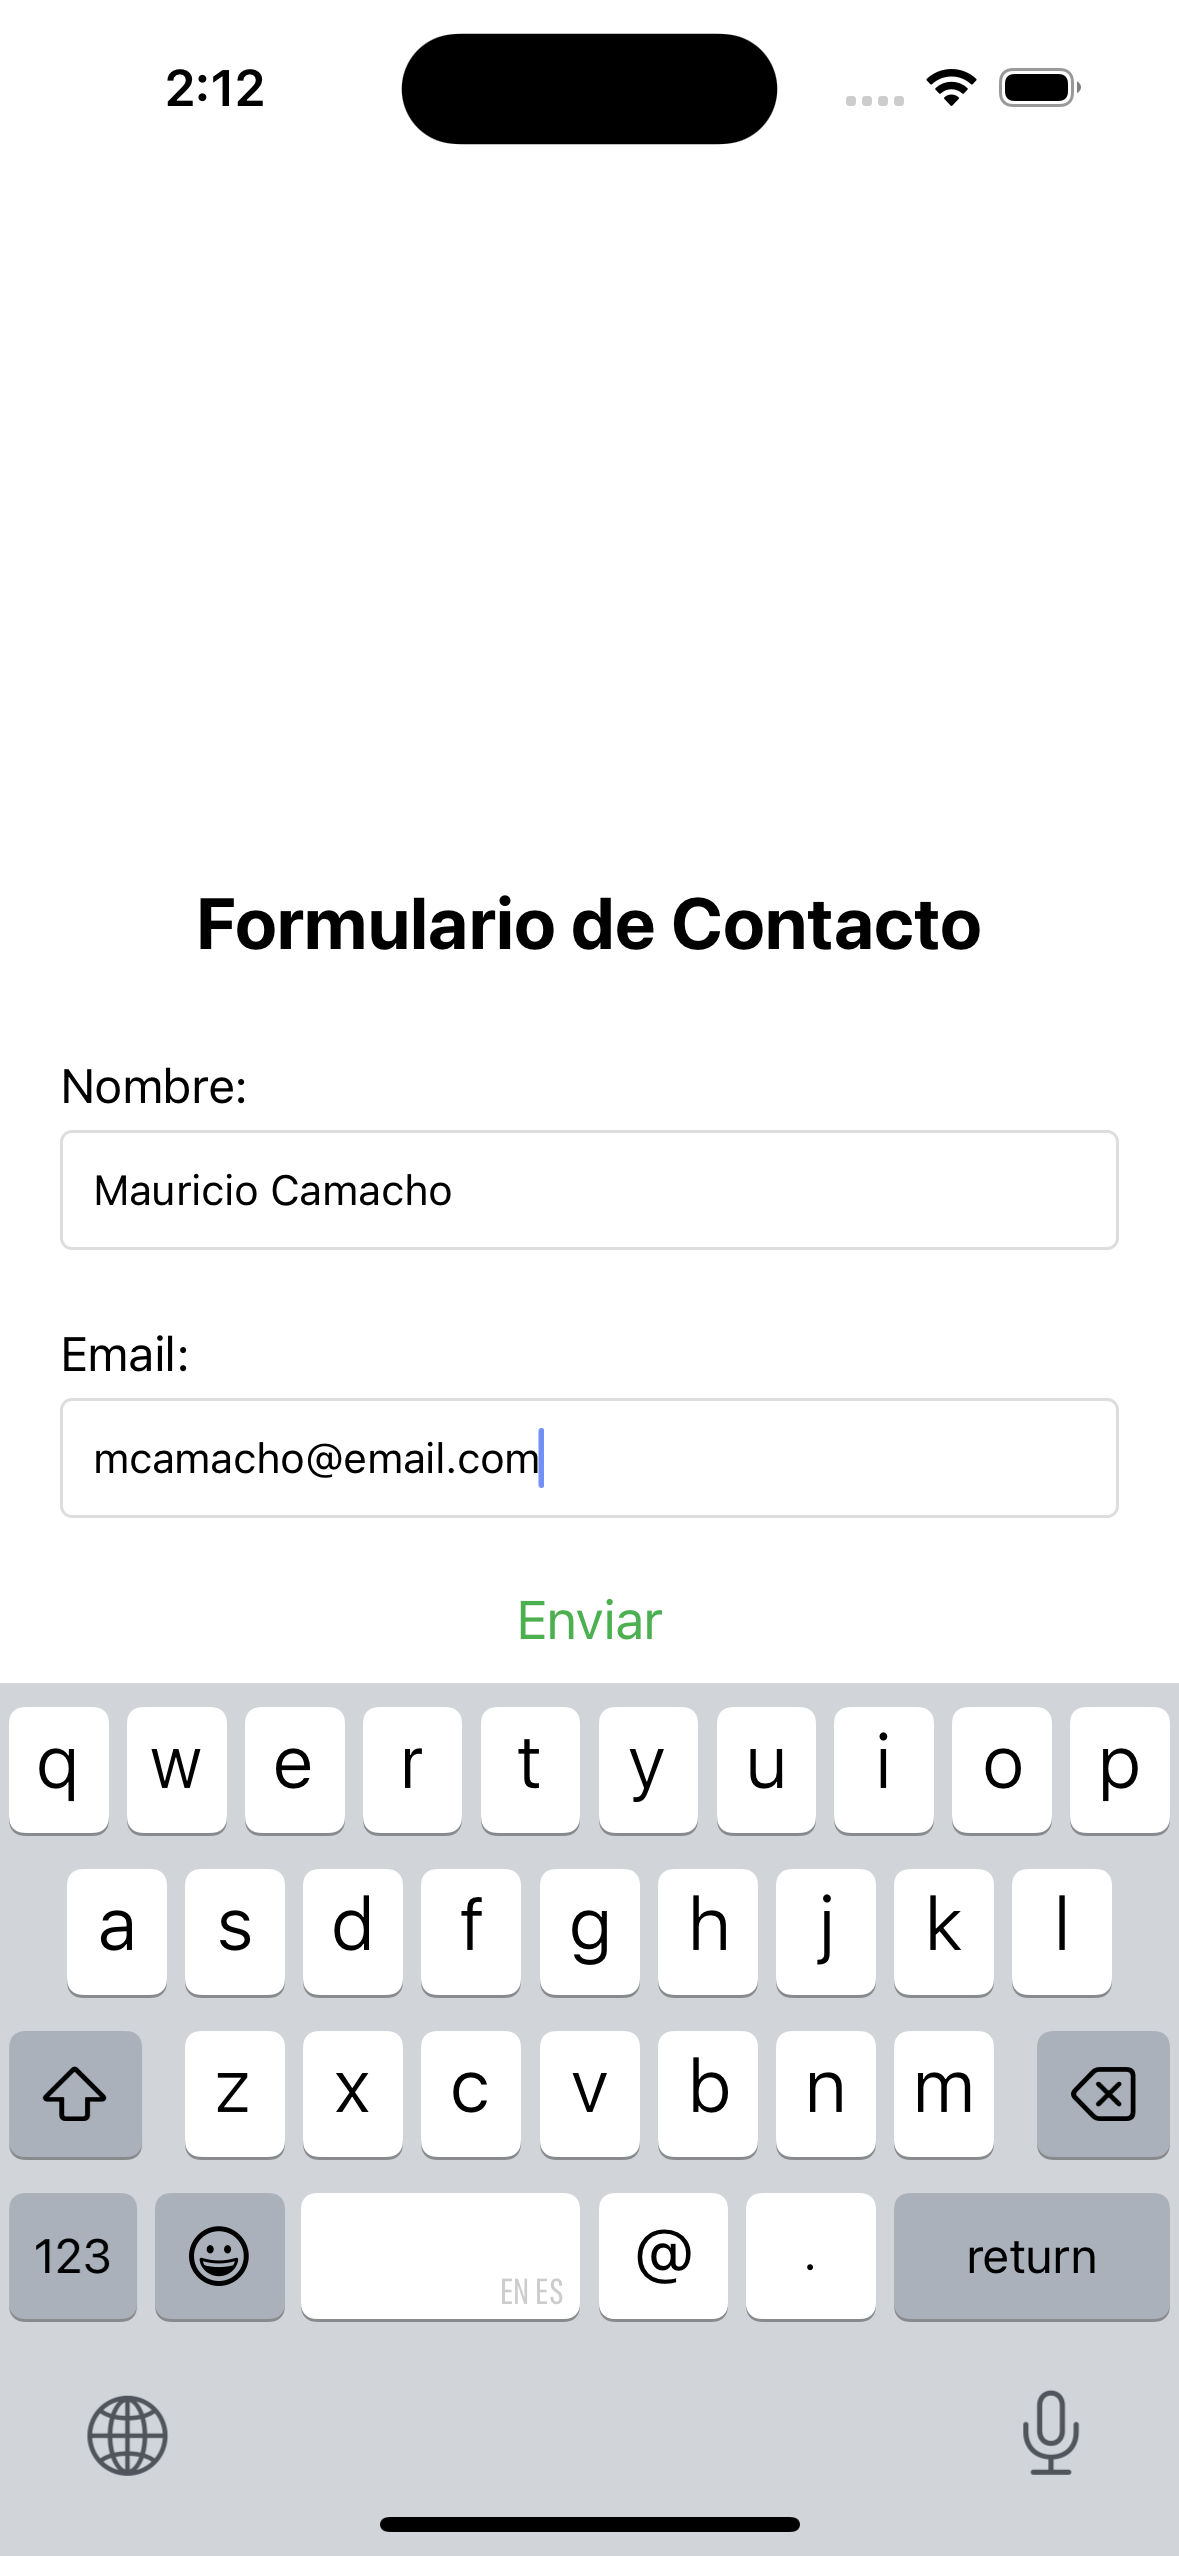 2:12
Formulario de Contacto
Nombre:
Mauricio Camacho
Email:
mcamacho@email.com
Enviar
q w e r t y u i o p
a s d f g h j k l
z x c v b n m
123 EN ES @ . return